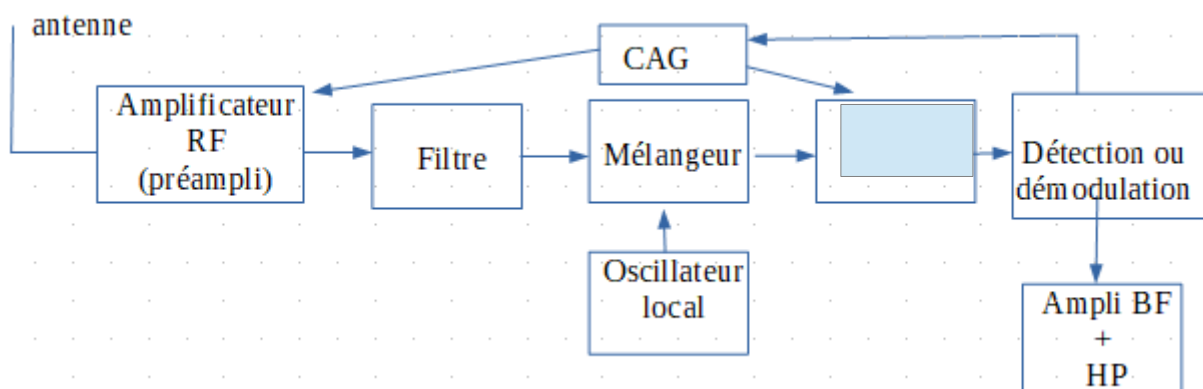 antenne
CAG
Amplificateur
RF
(préampli)
Filtre
Mélangeur
Détection ou
démodulation
Oscillateur
local
Ampli BF
+
HP